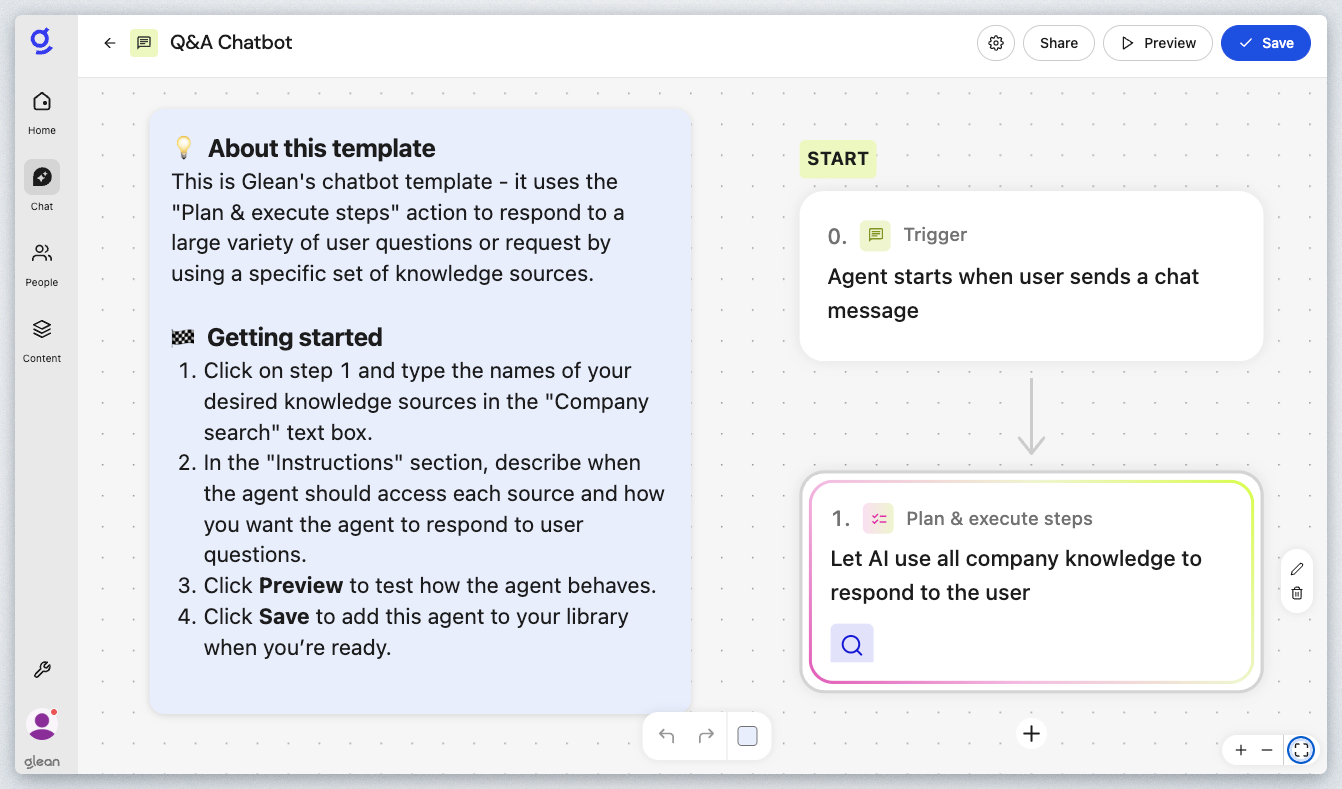 Q&A Chatbot
Share
Preview
Save
Home
Chat
People
Content
glean
💡 About this template
This is Glean's chatbot template - it uses the
"Plan & execute steps" action to respond to a
large variety of user questions or request by
using a specific set of knowledge sources.
🏁 Getting started
1. Click on step 1 and type the names of your
desired knowledge sources in the "Company
search" text box.
2. In the "Instructions" section, describe when
the agent should access each source and how
you want the agent to respond to user
questions.
3. Click Preview to test how the agent behaves.
4. Click Save to add this agent to your library
when you’re ready.
START
0. Trigger
Agent starts when user sends a chat
message
1. Plan & execute steps
Let AI use all company knowledge to
respond to the user